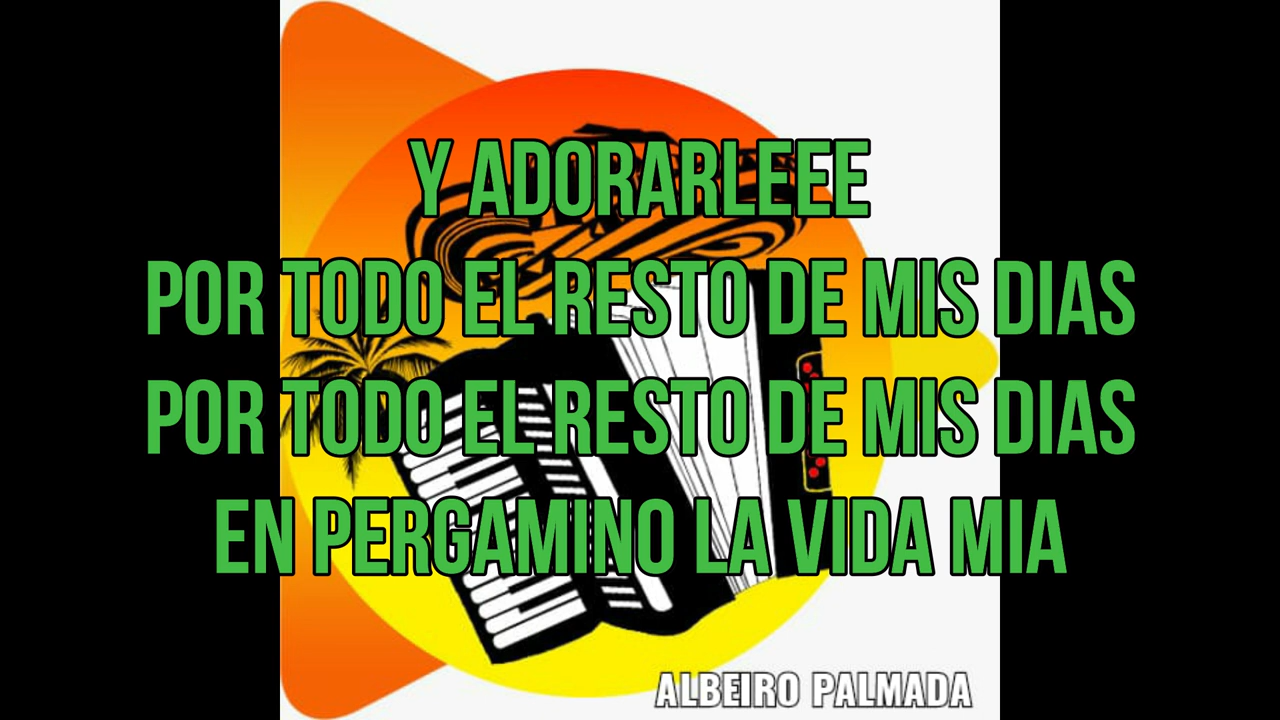 Y ADORARLEEE
POR TODO EL RESTO DE MIS DIAS
POR TODO EL RESTO DE MIS DIAS
EN PERGAMINO LA VIDA MIA
ALBEIRO PALMADA